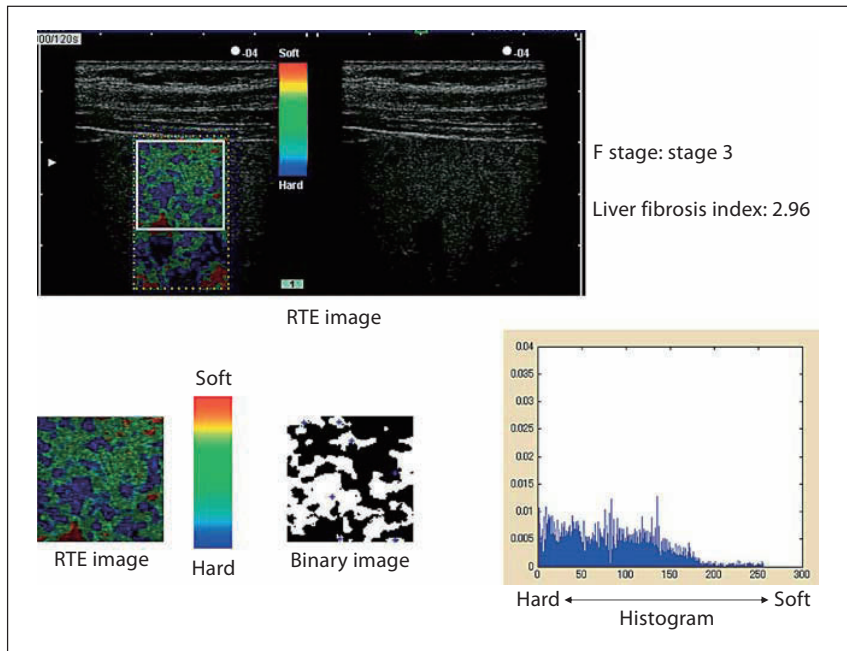 000/120s
-04
Soft
Hard
-04
1
F stage: stage 3
Liver fibrosis index: 2.96
RTE image
Soft
Hard
RTE image
Binary image
0.04
0.035
0.03
0.025
0.02
0.015
0.01
0.005
0
0 50 100 150 200 250 300
Hard Soft
Histogram